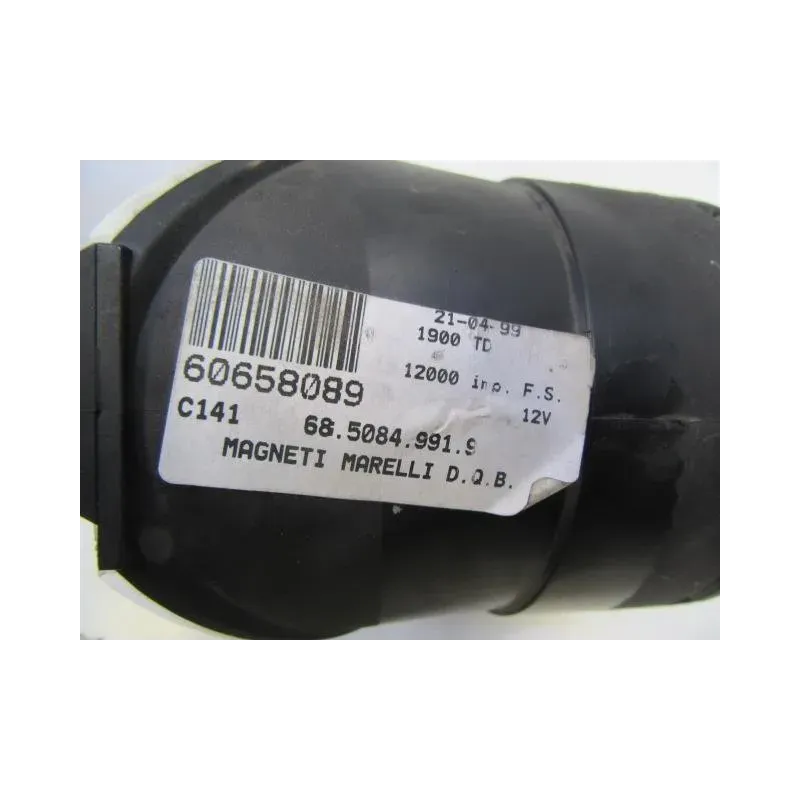 21-04-99
1900 TD
60658089
12000 imp. F.S.
C141
68.5084.991.9
12V
MAGNETI MARELLI D.Q.B.